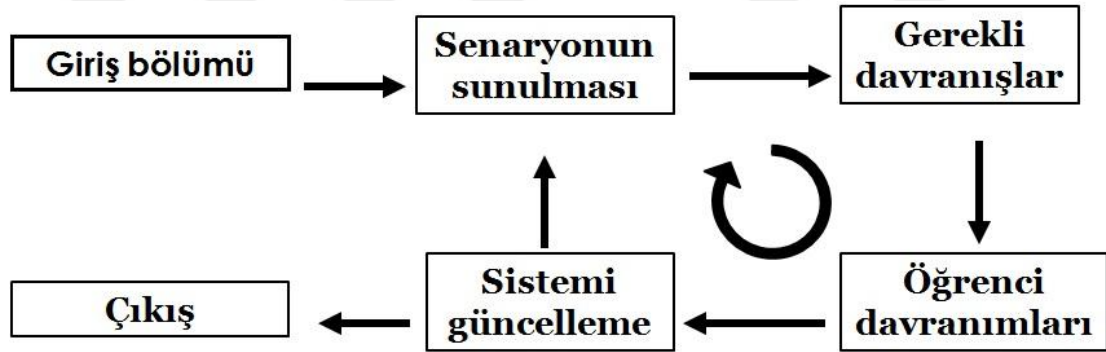 Giriş bölümü
Senaryonun
sunulması
Gerekli
davranışlar
Öğrenci
davranımları
Sistemi
güncelleme
Çıkış